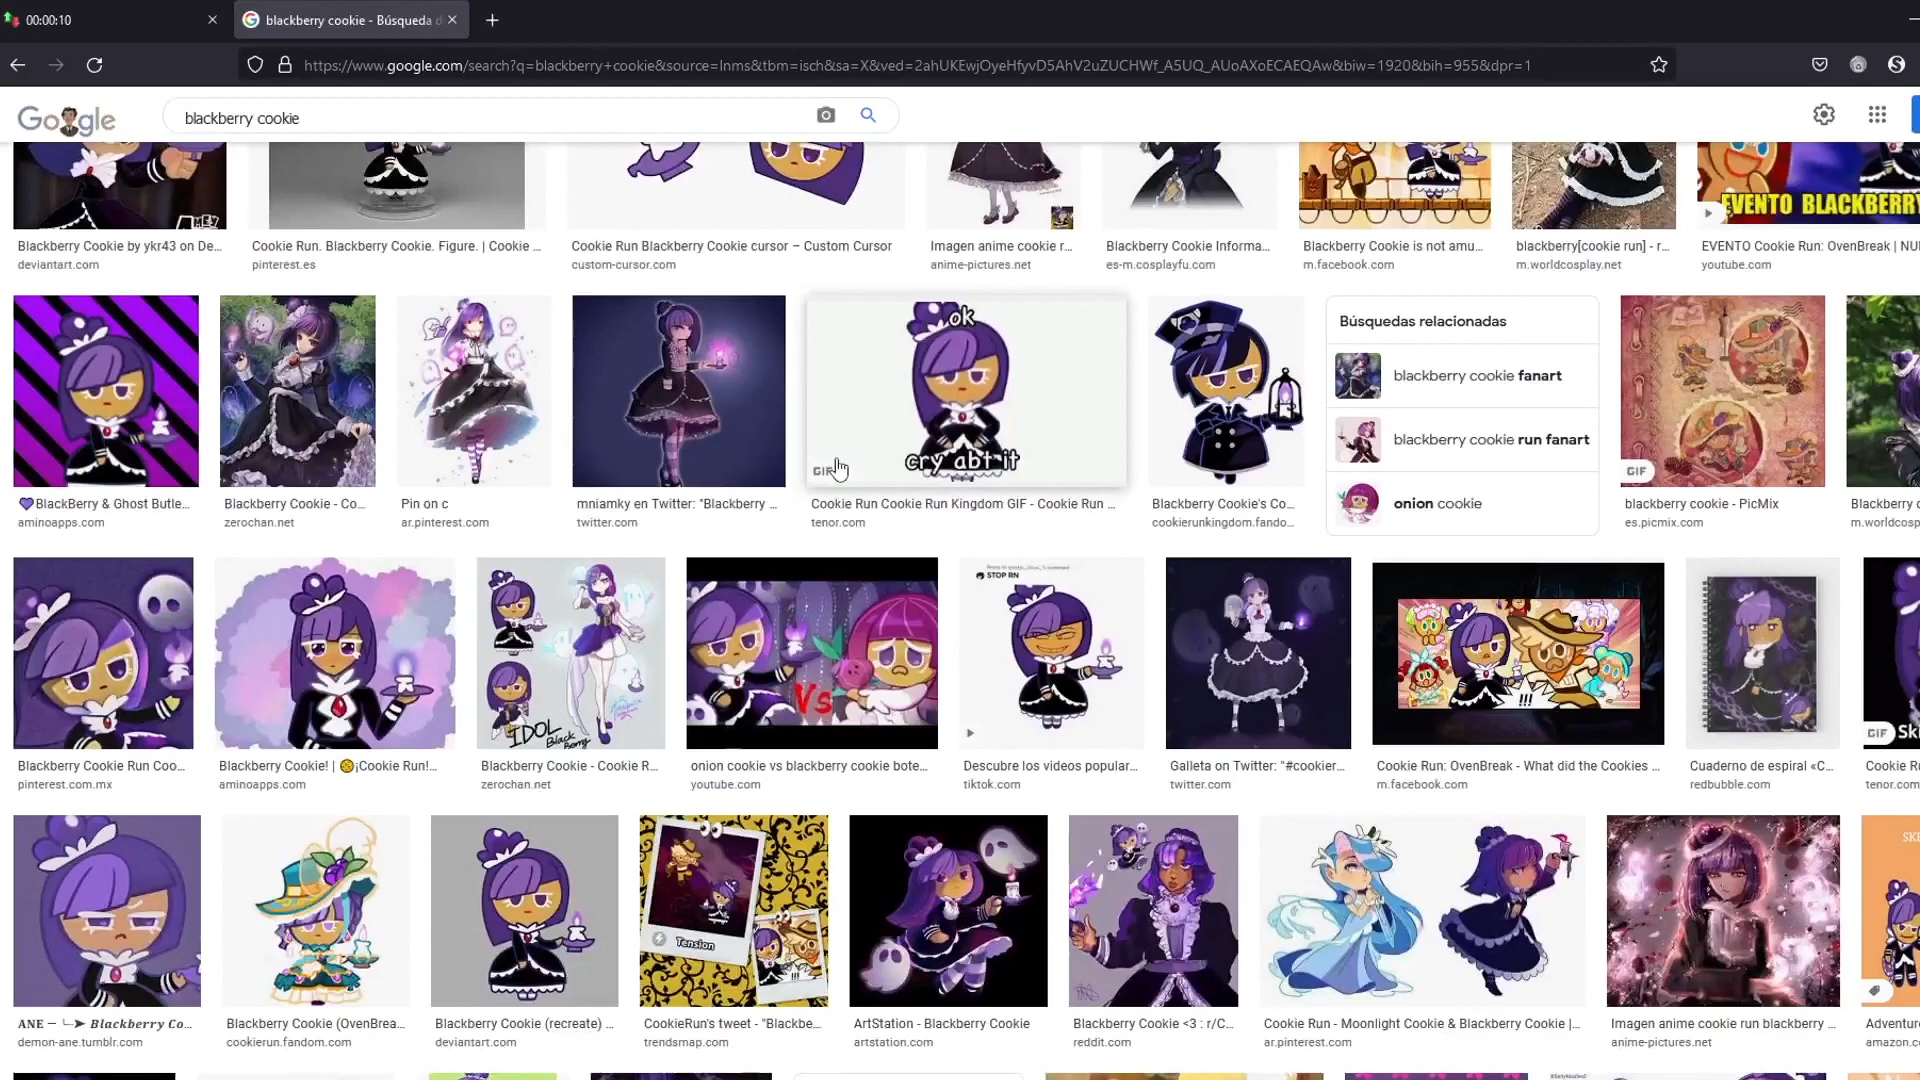 00:00:10
blackberry cookie - Búsqueda d
https://www.google.com/search?q=blackberry+cookie&source=lnms&tbm=isch&sa=X&ved=2ahUKEwjOyeHfyvD5AhV2uZUCHWf_A5UQ_AUoAXoECAEQAw&biw=1920&bih=955&dpr=1
Google
blackberry cookie
EVENTO BLACKBERRY
Blackberry Cookie by ykr43 on De...
deviantart.com
Cookie Run. Blackberry Cookie. Figure. | Cookie ...
pinterest.es
Cookie Run Blackberry Cookie cursor – Custom Cursor
custom-cursor.com
Imagen anime cookie r...
anime-pictures.net
Blackberry Cookie Informa...
es-m.cosplayfu.com
Blackberry Cookie is not amu...
m.facebook.com
blackberry[cookie run] - r...
m.worldcosplay.net
EVENTO Cookie Run: OvenBreak | NU
youtube.com
ok
cry abt it
GIF
Búsquedas relacionadas
blackberry cookie fanart
blackberry cookie run fanart
onion cookie
GIF
💜BlackBerry & Ghost Butle...
aminoapps.com
Blackberry Cookie - Co...
zerochan.net
Pin on c
ar.pinterest.com
mniamky en Twitter: "Blackberry ...
twitter.com
Cookie Run Cookie Run Kingdom GIF - Cookie Run ...
tenor.com
Blackberry Cookie's Co...
cookierunkingdom.fando...
blackberry cookie - PicMix
es.picmix.com
Blackberry c
m.worldcosp
IDOL
Black Berry
Vs
STOP RN
!!!
GIF
Ski
Blackberry Cookie Run Coo...
pinterest.com.mx
Blackberry Cookie! | 🍪¡Cookie Run!...
aminoapps.com
Blackberry Cookie - Cookie R...
zerochan.net
onion cookie vs blackberry cookie bote...
youtube.com
Descubre los videos popular...
tiktok.com
Galleta on Twitter: "#cookier...
twitter.com
Cookie Run: OvenBreak - What did the Cookies ...
m.facebook.com
Cuaderno de espiral «C...
redbubble.com
Cookie Ru
tenor.com
Tension
!!!
SKI
ANE — ╰┈➤ Blackberry Co...
demon-ane.tumblr.com
Blackberry Cookie (OvenBrea...
cookierun.fandom.com
Blackberry Cookie (recreate) ...
deviantart.com
CookieRun's tweet - "Blackbe...
trendsmap.com
ArtStation - Blackberry Cookie
artstation.com
Blackberry Cookie <3 : r/C...
reddit.com
Cookie Run - Moonlight Cookie & Blackberry Cookie |...
ar.pinterest.com
Imagen anime cookie run blackberry ...
anime-pictures.net
Adventure
amazon.c